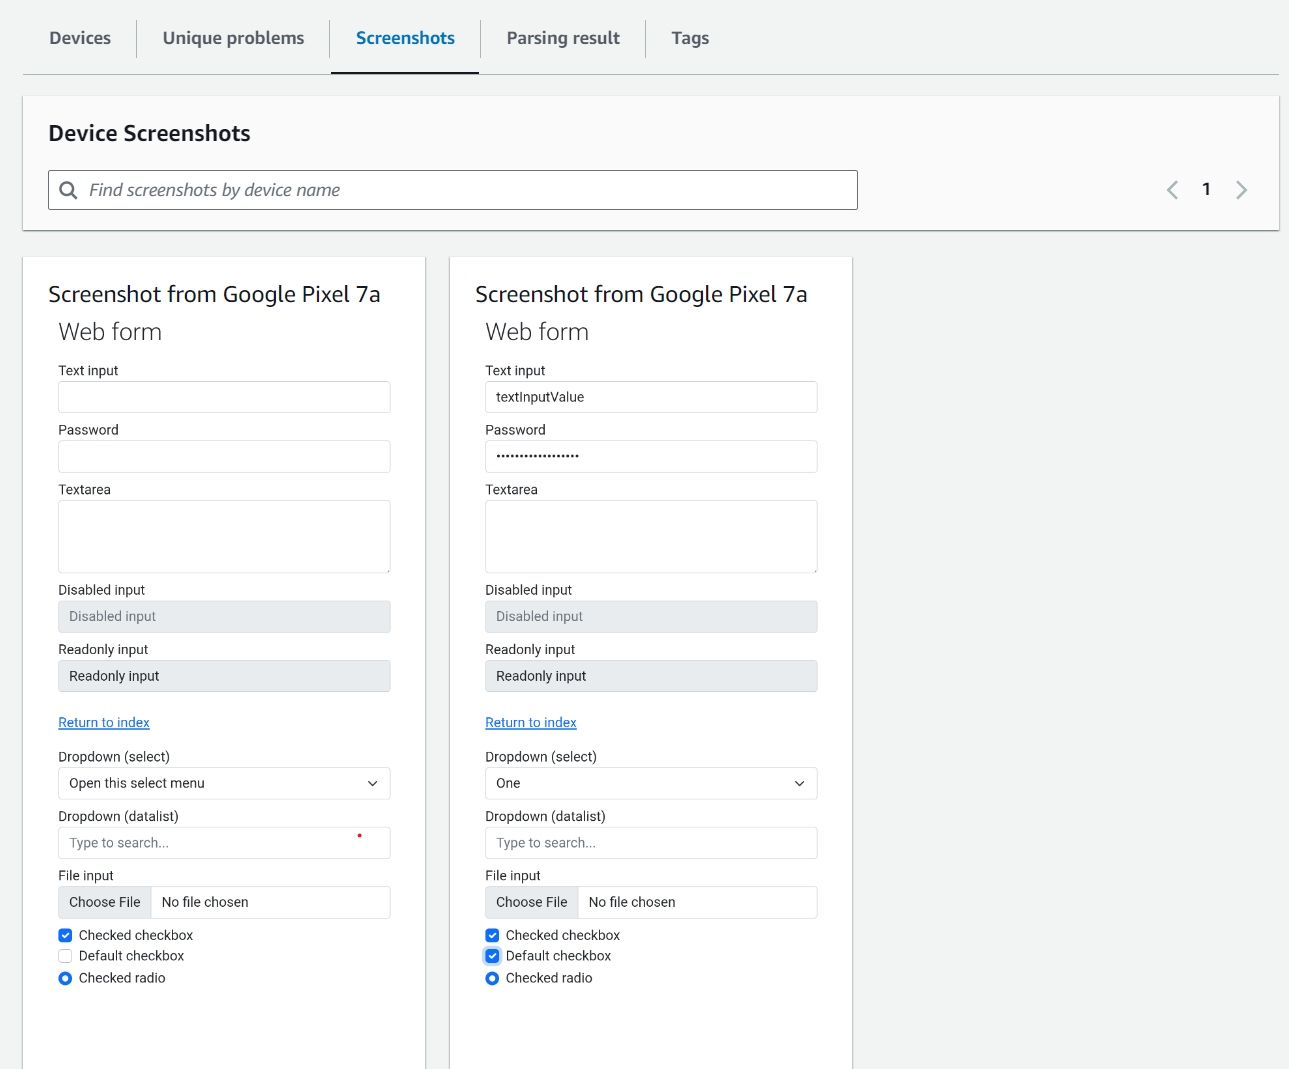 Devices
Unique problems
Screenshots
Parsing result
Tags
Device Screenshots
Find screenshots by device name
1
Screenshot from Google Pixel 7a
Web form
Text input
Password
Textarea
Disabled input
Disabled input
Readonly input
Readonly input
Return to index
Dropdown (select)
Open this select menu
Dropdown (datalist)
Type to search...
File input
Choose File No file chosen
Checked checkbox
Default checkbox
Checked radio
Screenshot from Google Pixel 7a
Web form
Text input
textInputValue
Password
••••••••••••••••••
Textarea
Disabled input
Disabled input
Readonly input
Readonly input
Return to index
Dropdown (select)
One
Dropdown (datalist)
Type to search...
File input
Choose File No file chosen
Checked checkbox
Default checkbox
Checked radio